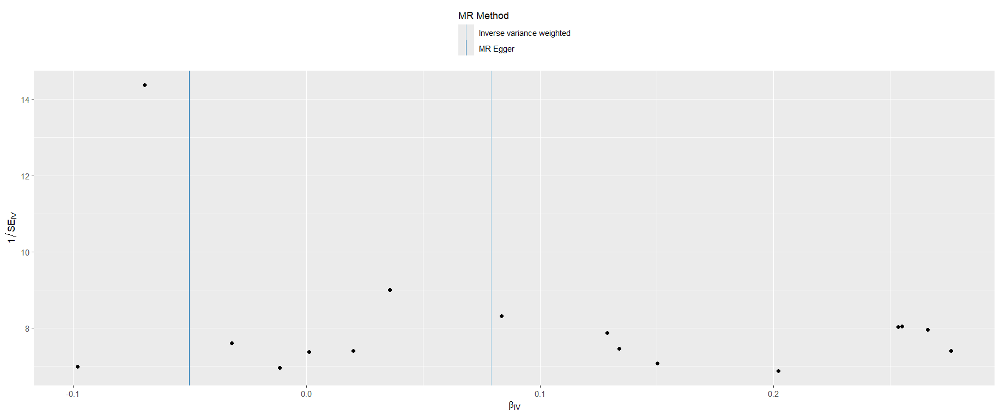 MR Method
Inverse variance weighted
MR Egger
14
12
10
8
1 / SEIV
-0.1 0.0 0.1 0.2
βIV